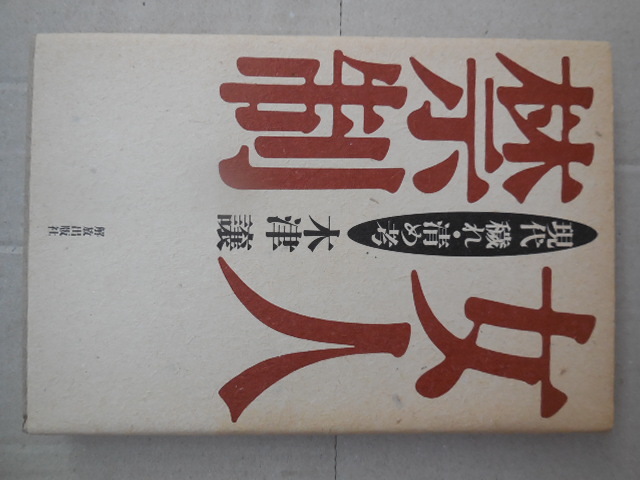 女人
禁制
現代 穢れ・清め考
木津 譲
解放出版社